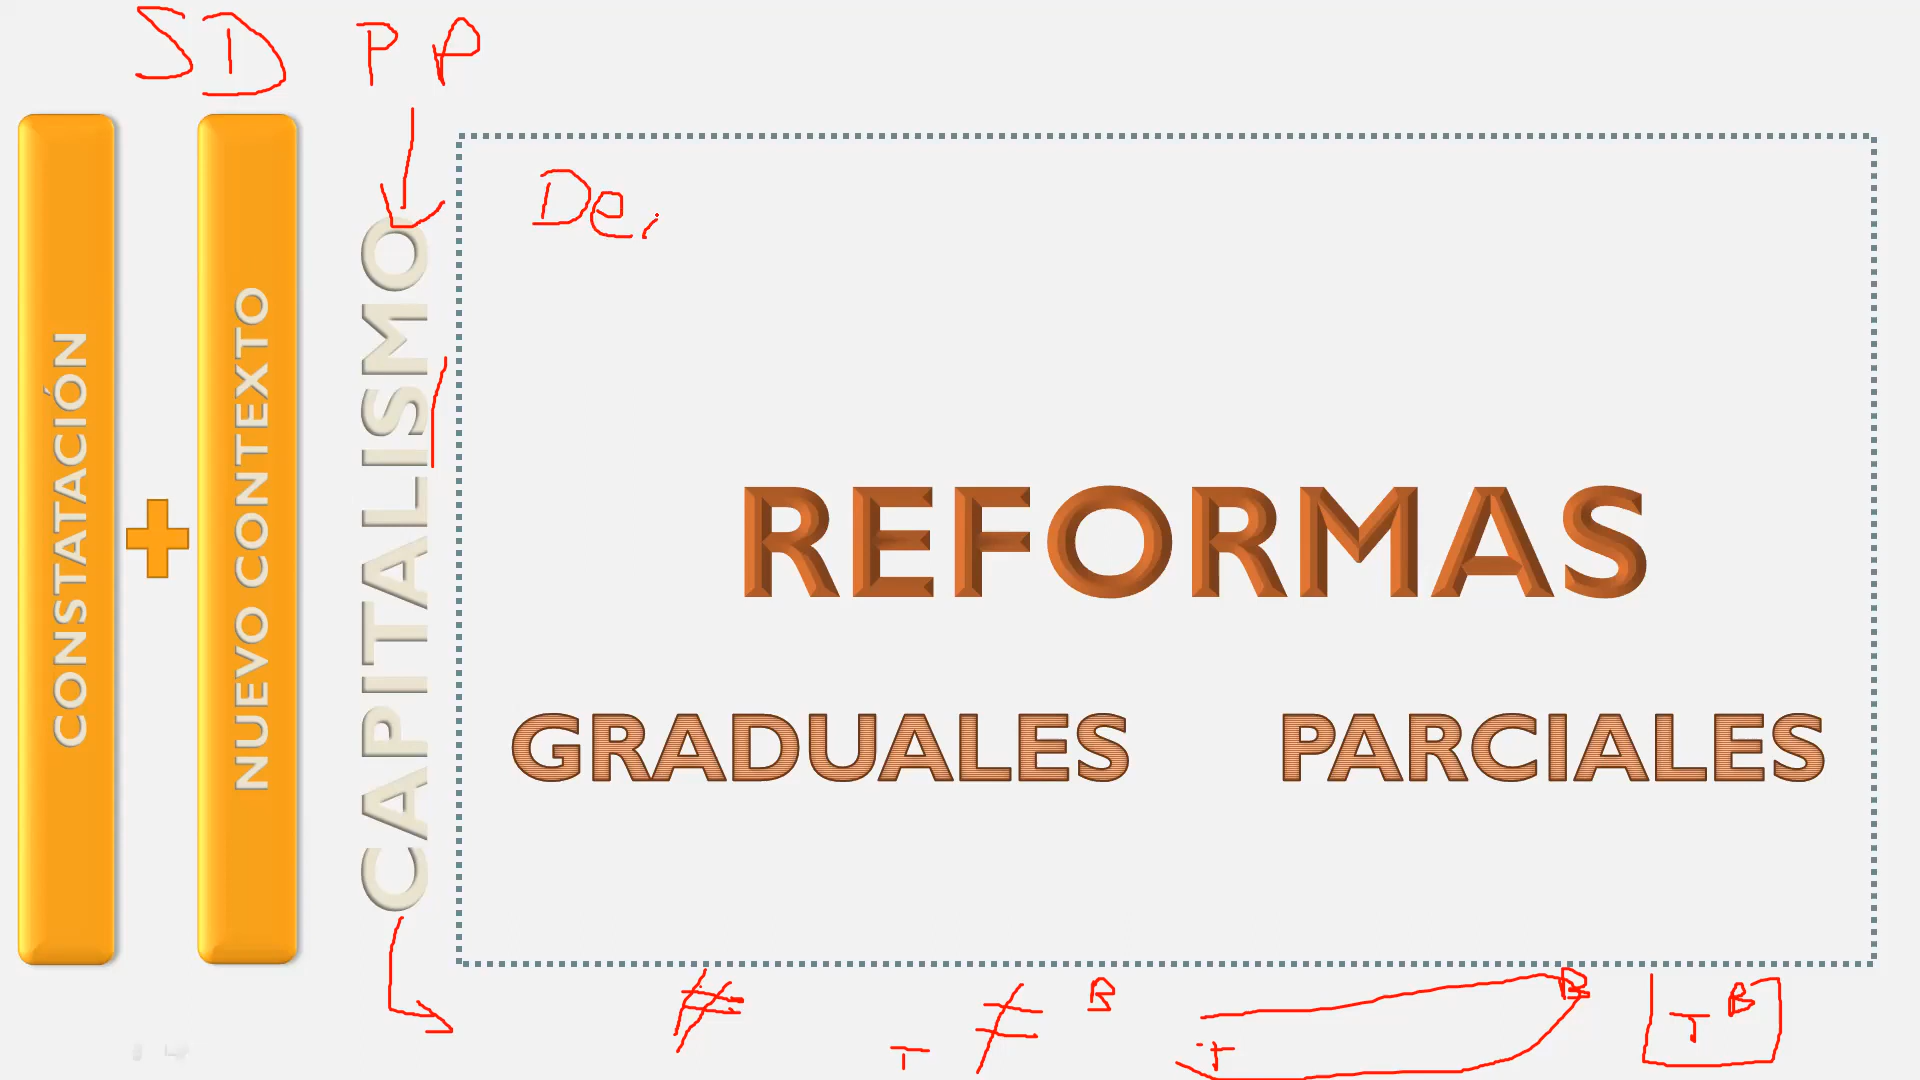 SD PP
CONSTATACIÓN
NUEVO CONTEXTO
CAPITALISMO
De
REFORMAS
GRADUALES PARCIALES
≠ T ≠ B T B T B